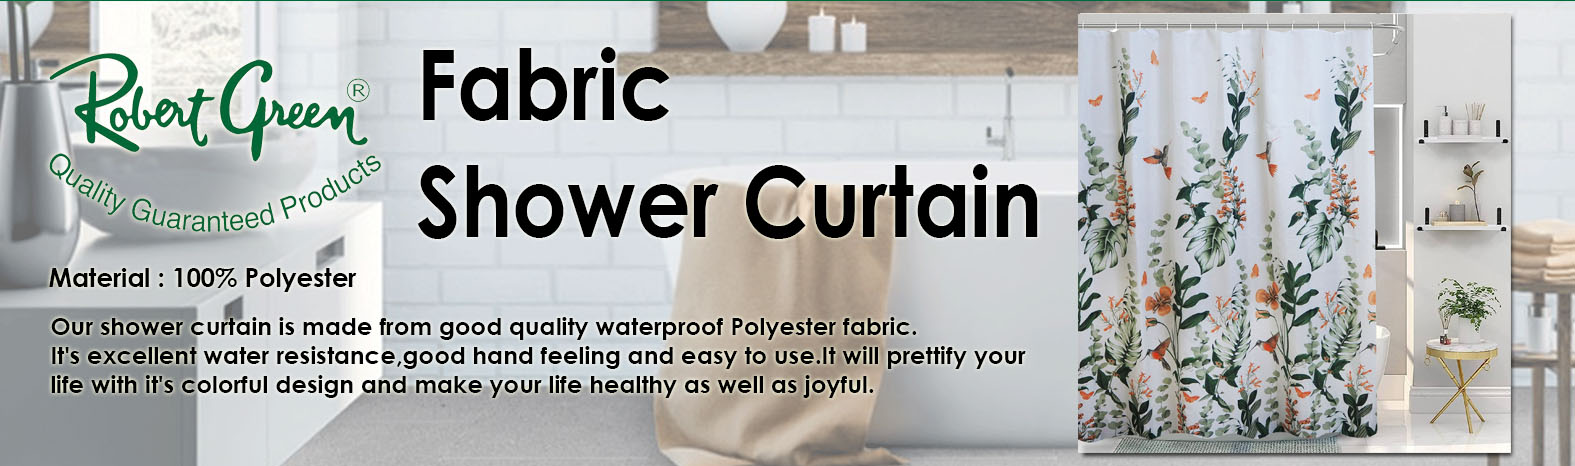 Robert Green®
Quality Guaranteed Products
Fabric
Shower Curtain
Material : 100% Polyester
Our shower curtain is made from good quality waterproof Polyester fabric.
It's excellent water resistance,good hand feeling and easy to use.It will prettify your
life with it's colorful design and make your life healthy as well as joyful.